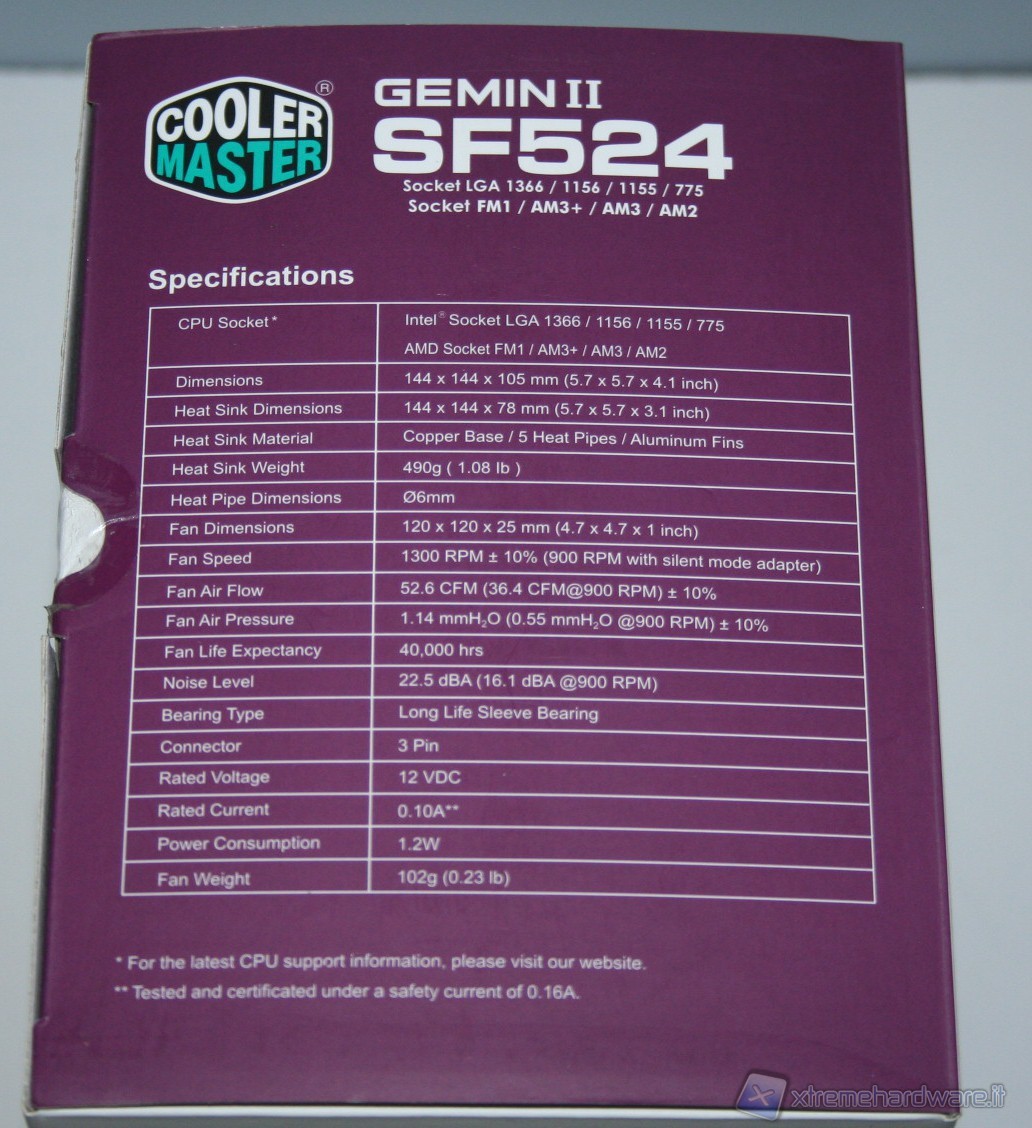 COOLER
MASTER
®
GEMIN II
SF524
Socket LGA 1366 / 1156 / 1155 / 775
Socket FM1 / AM3+ / AM3 / AM2
Specifications
CPU Socket* Intel® Socket LGA 1366 / 1156 / 1155 / 775
AMD Socket FM1 / AM3+ / AM3 / AM2
Dimensions 144 x 144 x 105 mm (5.7 x 5.7 x 4.1 inch)
Heat Sink Dimensions 144 x 144 x 78 mm (5.7 x 5.7 x 3.1 inch)
Heat Sink Material Copper Base / 5 Heat Pipes / Aluminum Fins
Heat Sink Weight 490g ( 1.08 lb )
Heat Pipe Dimensions Ø6mm
Fan Dimensions 120 x 120 x 25 mm (4.7 x 4.7 x 1 inch)
Fan Speed 1300 RPM ± 10% (900 RPM with silent mode adapter)
Fan Air Flow 52.6 CFM (36.4 CFM@900 RPM) ± 10%
Fan Air Pressure 1.14 mmH₂O (0.55 mmH₂O @900 RPM) ± 10%
Fan Life Expectancy 40,000 hrs
Noise Level 22.5 dBA (16.1 dBA @900 RPM)
Bearing Type Long Life Sleeve Bearing
Connector 3 Pin
Rated Voltage 12 VDC
Rated Current 0.10A**
Power Consumption 1.2W
Fan Weight 102g (0.23 lb)
* For the latest CPU support information, please visit our website.
** Tested and certificated under a safety current of 0.16A.
xtremehardware.it